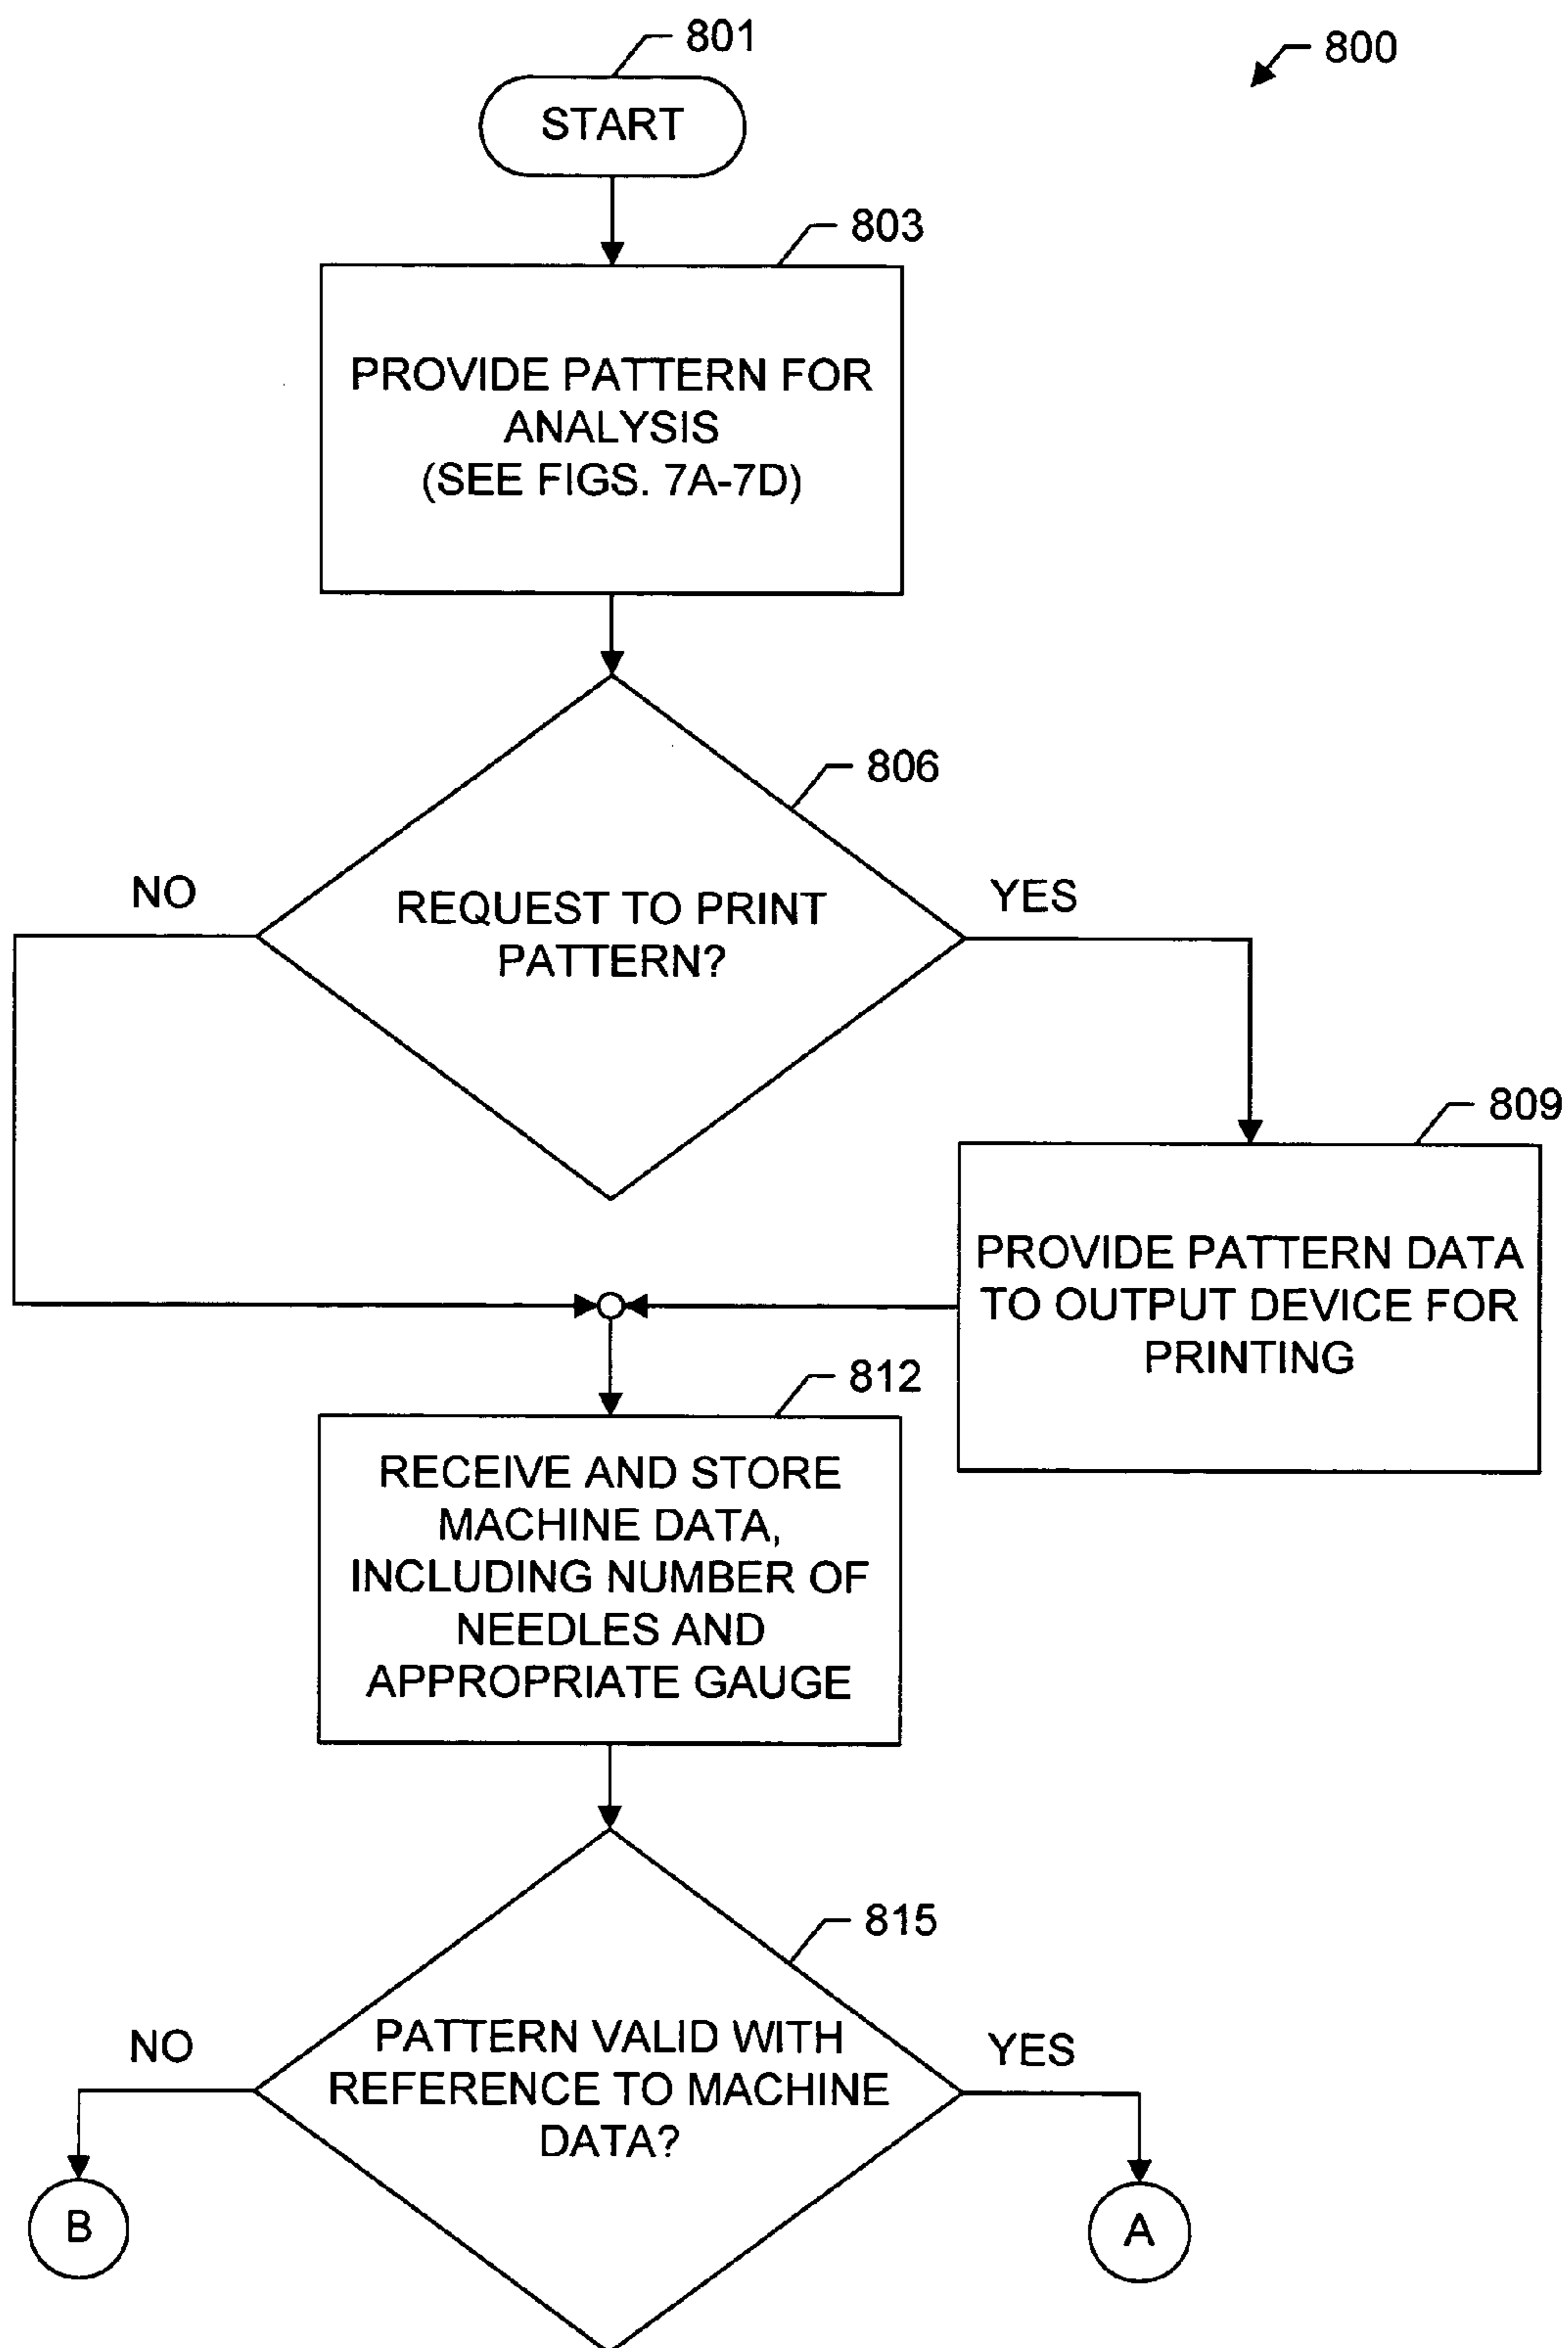 801
800
START
803
PROVIDE PATTERN FOR
ANALYSIS
(SEE FIGS. 7A-7D)
806
NO
REQUEST TO PRINT
PATTERN?
YES
809
PROVIDE PATTERN DATA
TO OUTPUT DEVICE FOR
PRINTING
812
RECEIVE AND STORE
MACHINE DATA,
INCLUDING NUMBER OF
NEEDLES AND
APPROPRIATE GAUGE
815
NO
PATTERN VALID WITH
REFERENCE TO MACHINE
DATA?
YES
B
A